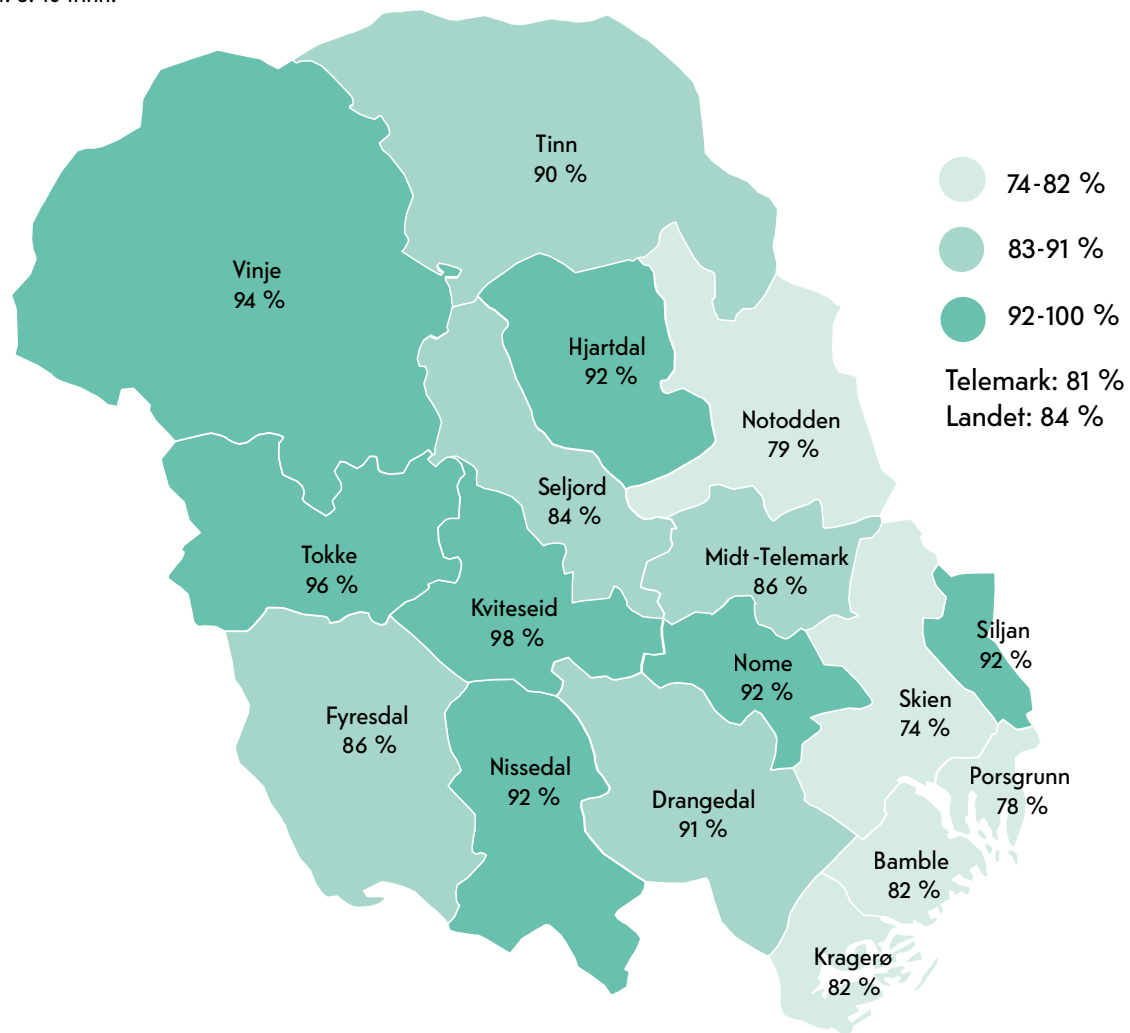 Tinn
90 %
74-82 %
83-91 %
92-100 %
Telemark: 81 %
Landet: 84 %
Vinje
94 %
Hjartdal
92 %
Notodden
79 %
Seljord
84 %
Midt-Telemark
86 %
Tokke
96 %
Kviteseid
98 %
Nome
92 %
Siljan
92 %
Skien
74 %
Fyresdal
86 %
Nissedal
92 %
Drangedal
91 %
Porsgrunn
78 %
Bamble
82 %
Kragerø
82 %